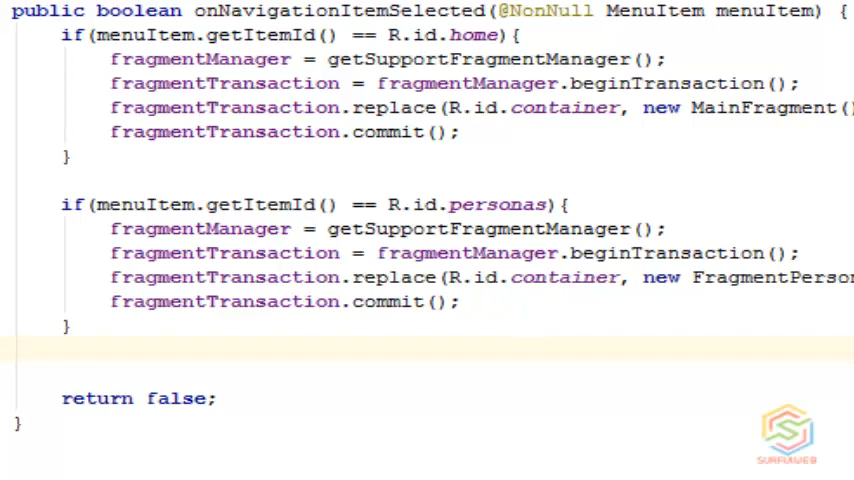 public boolean onNavigationItemSelected(@NonNull MenuItem menuItem) {
if(menuItem.getItemId() == R.id.home){
fragmentManager = getSupportFragmentManager();
fragmentTransaction = fragmentManager.beginTransaction();
fragmentTransaction.replace(R.id.container, new MainFragment()
fragmentTransaction.commit();
}
if(menuItem.getItemId() == R.id.personas){
fragmentManager = getSupportFragmentManager();
fragmentTransaction = fragmentManager.beginTransaction();
fragmentTransaction.replace(R.id.container, new FragmentPerson
fragmentTransaction.commit();
}
return false;
}